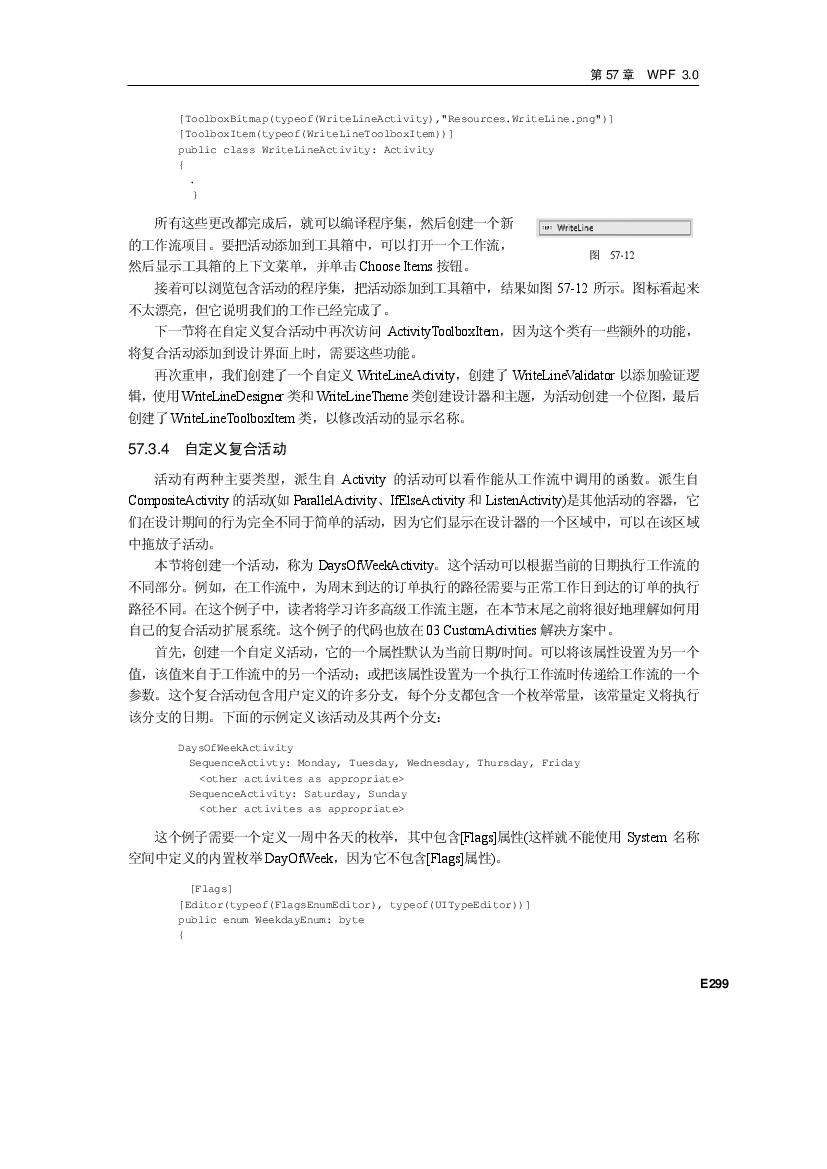 第 57 章 WPF 3.0
[ToolboxBitmap(typeof(WriteLineActivity),"Resources.WriteLine.png")]
[ToolboxItem(typeof(WriteLineToolboxItem))]
public class WriteLineActivity: Activity
{
.
}
所有这些更改都完成后，就可以编译程序集，然后创建一个新
的工作流项目。要把活动添加到工具箱中，可以打开一个工作流，
然后显示工具箱的上下文菜单，并单击 Choose Items 按钮。
WriteLine
图 57-12
接着可以浏览包含活动的程序集，把活动添加到工具箱中，结果如图 57-12 所示。图标看起来
不太漂亮，但它说明我们的工作已经完成了。
下一节将在自定义复合活动中再次访问 ActivityToolboxItem，因为这个类有一些额外的功能，
将复合活动添加到设计界面上时，需要这些功能。
再次重申，我们创建了一个自定义 WriteLineActivity，创建了 WriteLineValidator 以添加验证逻
辑，使用 WriteLineDesigner 类和 WriteLineTheme 类创建设计器和主题，为活动创建一个位图，最后
创建了 WriteLineToolboxItem 类，以修改活动的显示名称。
57.3.4 自定义复合活动
活动有两种主要类型，派生自 Activity 的活动可以看作能从工作流中调用的函数。派生自
CompositeActivity 的活动(如 ParallelActivity、IfElseActivity 和 ListenActivity)是其他活动的容器，它
们在设计期间的行为完全不同于简单的活动，因为它们显示在设计器的一个区域中，可以在该区域
中拖放子活动。
本节将创建一个活动，称为 DaysOfWeekActivity。这个活动可以根据当前的日期执行工作流的
不同部分。例如，在工作流中，为周末到达的订单执行的路径需要与正常工作日到达的订单的执行
路径不同。在这个例子中，读者将学习许多高级工作流主题，在本节末尾之前将很好地理解如何用
自己的复合活动扩展系统。这个例子的代码也放在 03 CustomActivities 解决方案中。
首先，创建一个自定义活动，它的一个属性默认为当前日期/时间。可以将该属性设置为另一个
值，该值来自于工作流中的另一个活动；或把该属性设置为一个执行工作流时传递给工作流的一个
参数。这个复合活动包含用户定义的许多分支，每个分支都包含一个枚举常量，该常量定义将执行
该分支的日期。下面的示例定义该活动及其两个分支：
DaysOfWeekActivity
SequenceActivty: Monday, Tuesday, Wednesday, Thursday, Friday
<other activites as appropriate>
SequenceActivity: Saturday, Sunday
<other activites as appropriate>
这个例子需要一个定义一周中各天的枚举，其中包含[Flags]属性(这样就不能使用 System 名称
空间中定义的内置枚举 DayOfWeek，因为它不包含[Flags]属性)。
[Flags]
[Editor(typeof(FlagsEnumEditor), typeof(UITypeEditor))]
public enum WeekdayEnum: byte
{
E299